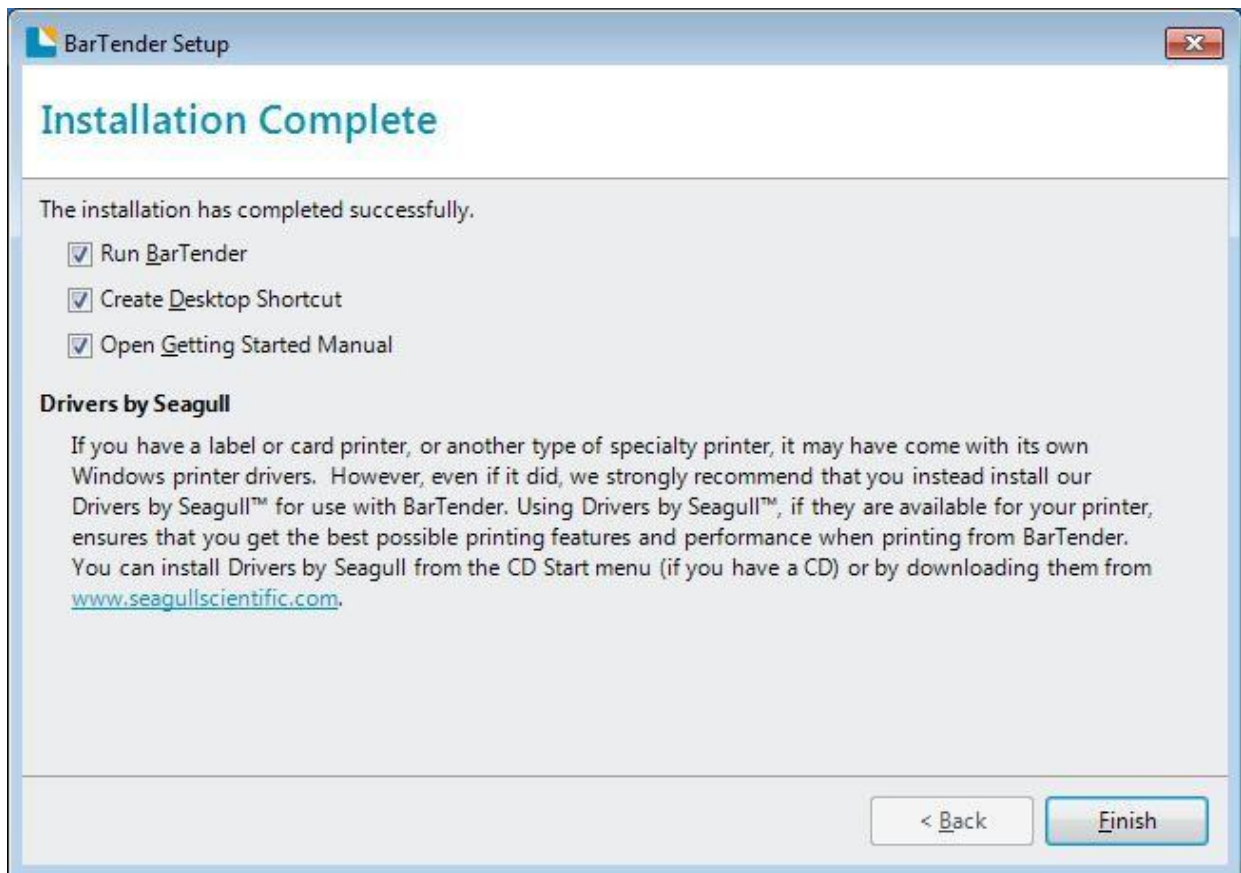 BarTender Setup
Installation Complete
The installation has completed successfully.
Run BarTender
Create Desktop Shortcut
Open Getting Started Manual
Drivers by Seagull
If you have a label or card printer, or another type of specialty printer, it may have come with its own
Windows printer drivers.  However, even if it did, we strongly recommend that you instead install our
Drivers by Seagull™ for use with BarTender. Using Drivers by Seagull™, if they are available for your printer,
ensures that you get the best possible printing features and performance when printing from BarTender.
You can install Drivers by Seagull from the CD Start menu (if you have a CD) or by downloading them from
www.seagullscientific.com.
< Back
Finish